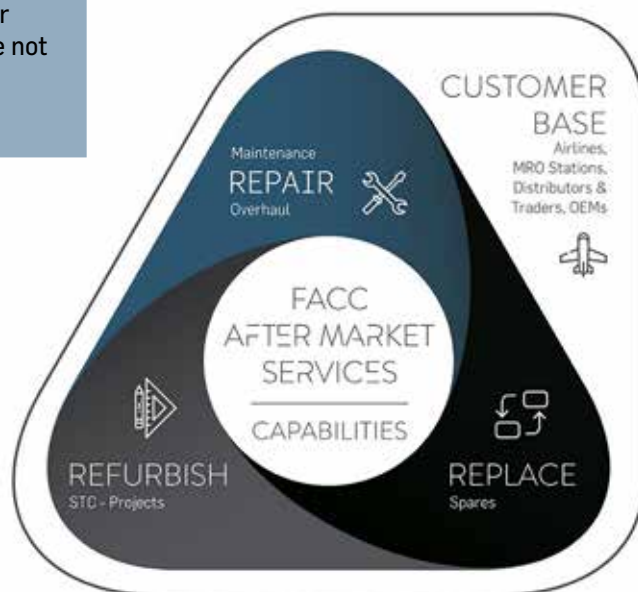 r
e not
CUSTOMER
BASE
Airlines,
MRO Stations,
Distributors &
Traders, OEMs
Maintenance
REPAIR
Overhaul
FACC
AFTER MARKET
SERVICES
CAPABILITIES
REFURBISH
STC - Projects
REPLACE
Spares